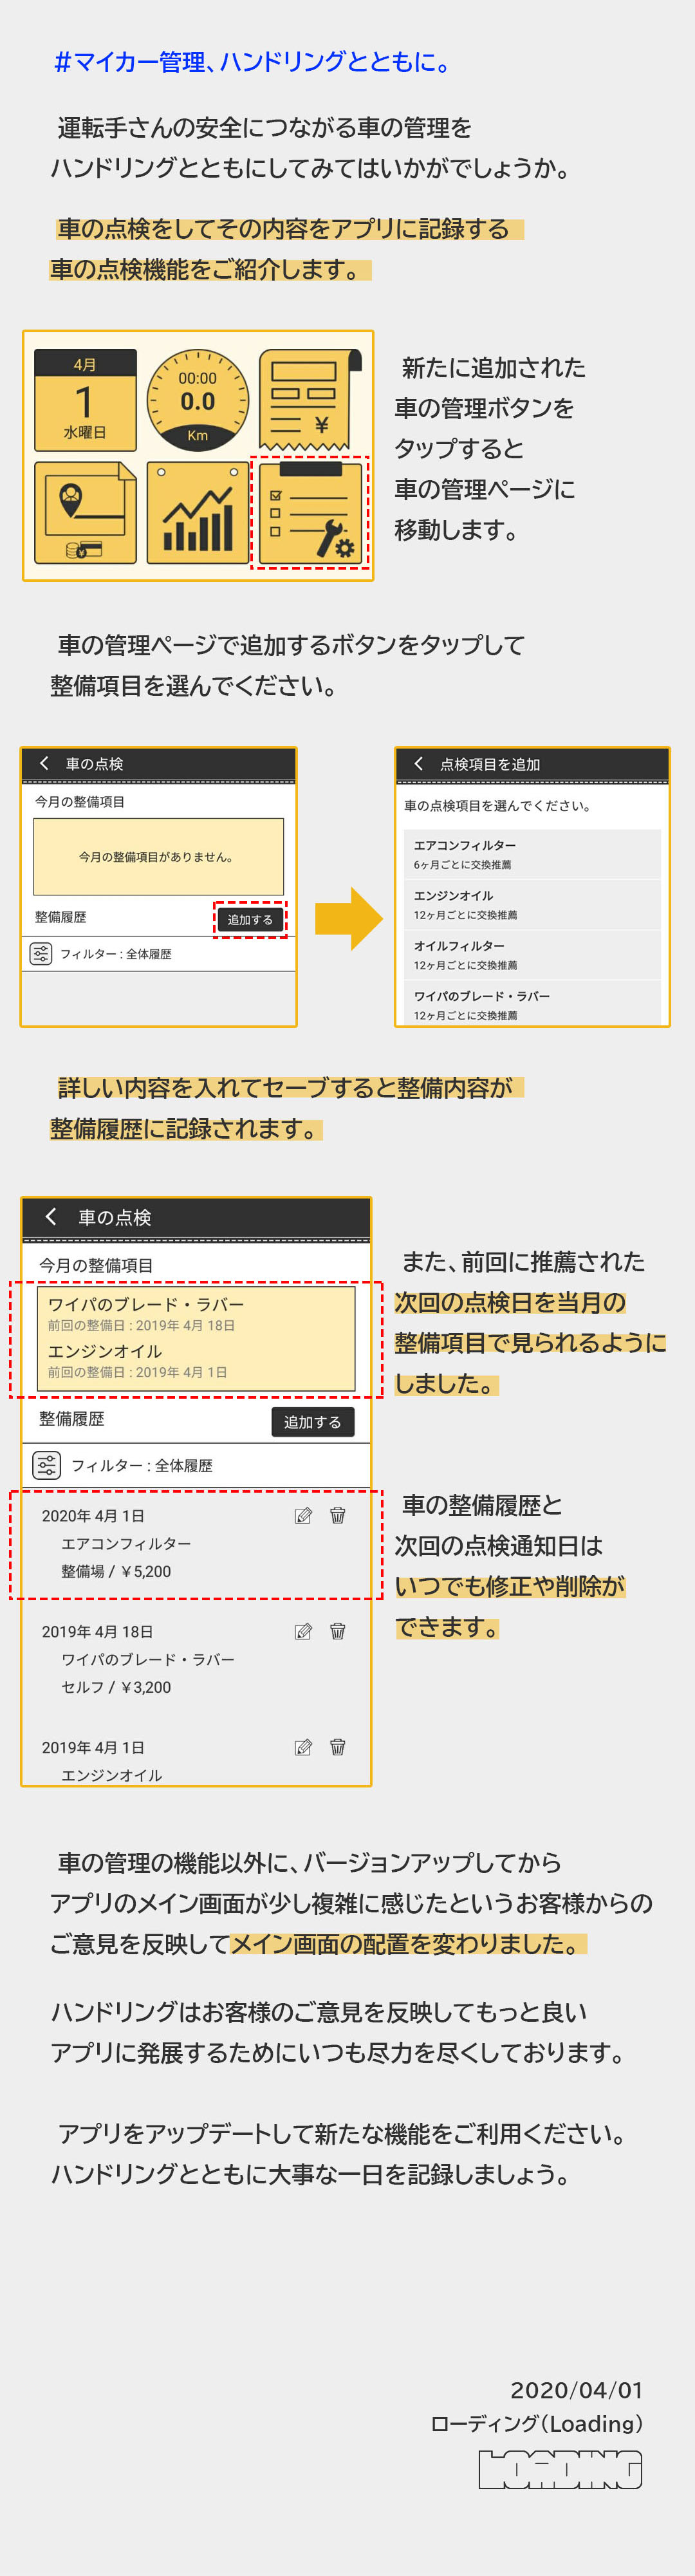 #マイカー管理、ハンドリングとともに。
運転手さんの安全につながる車の管理を
ハンドリングとともにしてみてはいかがでしょうか。
車の点検をしてその内容をアプリに記録する
車の点検機能をご紹介します。
4月
1
水曜日
00:00
0.0
Km
¥
新たに追加された
車の管理ボタンを
タップすると
車の管理ページに
移動します。
車の管理ページで追加するボタンをタップして
整備項目を選んでください。
車の点検
今月の整備項目
今月の整備項目がありません。
整備履歴
追加する
フィルター : 全体履歴
点検項目を追加
車の点検項目を選んでください。
エアコンフィルター
6ヶ月ごとに交換推薦
エンジンオイル
12ヶ月ごとに交換推薦
オイルフィルター
12ヶ月ごとに交換推薦
ワイパのブレード・ラバー
12ヶ月ごとに交換推薦
詳しい内容を入れてセーブすると整備内容が
整備履歴に記録されます。
車の点検
今月の整備項目
ワイパのブレード・ラバー
前回の整備日 : 2019年 4月 18日
エンジンオイル
前回の整備日 : 2019年 4月 1日
整備履歴
追加する
フィルター : 全体履歴
2020年 4月 1日
エアコンフィルター
整備場 / ¥5,200
2019年 4月 18日
ワイパのブレード・ラバー
セルフ / ¥3,200
2019年 4月 1日
エンジンオイル
また、前回に推薦された
次回の点検日を当月の
整備項目で見られるように
しました。
車の整備履歴と
次回の点検通知日は
いつでも修正や削除が
できます。
車の管理の機能以外に、バージョンアップしてから
アプリのメイン画面が少し複雑に感じたというお客様からの
ご意見を反映してメイン画面の配置を変わりました。
ハンドリングはお客様のご意見を反映してもっと良い
アプリに発展するためにいつも尽力を尽くしております。
アプリをアップデートして新たな機能をご利用ください。
ハンドリングとともに大事な一日を記録しましょう。
2020/04/01
ローディング(Loading)
LOADING